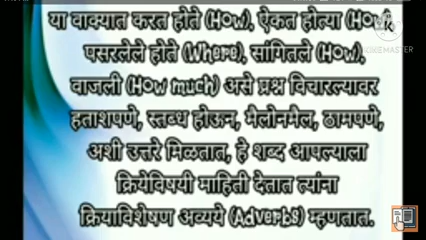 या वाक्यात करत होते (How), ऐकत होत्या (How
पसरलेले होते (Where), सांगितले (How),
वाजली (How much) असे प्रश्न विचारल्यावर
हताशपणे, स्तब्ध होऊन, मैलोनमैल, ठामपणे,
अशी उत्तरे मिळतात, हे शब्द आपल्याला
क्रियेविषयी माहिती देतात त्यांना
क्रियाविशेषण अव्यये (Adverbs) म्हणतात.